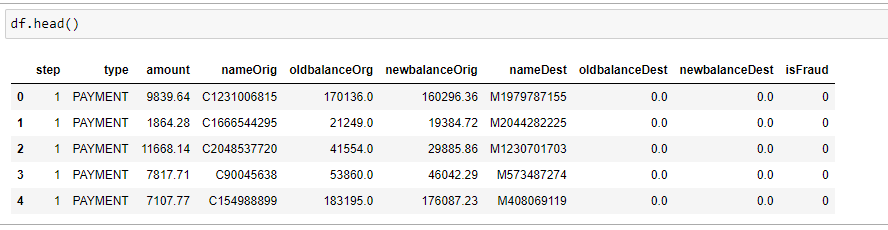 df.head()
step type amount nameOrig oldbalanceOrg newbalanceOrig nameDest oldbalanceDest newbalanceDest isFraud
0 1 PAYMENT 9839.64 C1231006815 170136.0 160296.36 M1979787155 0.0 0.0 0
1 1 PAYMENT 1864.28 C1666544295 21249.0 19384.72 M2044282225 0.0 0.0 0
2 1 PAYMENT 11668.14 C2048537720 41554.0 29885.86 M1230701703 0.0 0.0 0
3 1 PAYMENT 7817.71 C90045638 53860.0 46042.29 M573487274 0.0 0.0 0
4 1 PAYMENT 7107.77 C154988899 183195.0 176087.23 M408069119 0.0 0.0 0